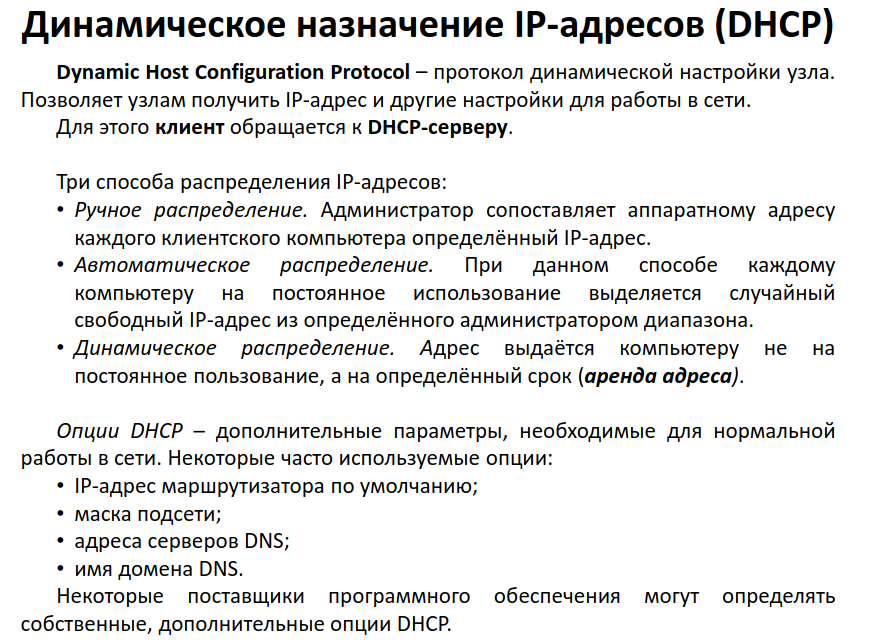 Динамическое назначение IP-адресов (DHCP)
Dynamic Host Configuration Protocol – протокол динамической настройки узла.
Позволяет узлам получить IP-адрес и другие настройки для работы в сети.
Для этого клиент обращается к DHCP-серверу.
Три способа распределения IP-адресов:
• Ручное распределение. Администратор сопоставляет аппаратному адресу
каждого клиентского компьютера определённый IP-адрес.
• Автоматическое распределение. При данном способе каждому
компьютеру на постоянное использование выделяется случайный
свободный IP-адрес из определённого администратором диапазона.
• Динамическое распределение. Адрес выдаётся компьютеру не на
постоянное пользование, а на определённый срок (аренда адреса).
Опции DHCP – дополнительные параметры, необходимые для нормальной
работы в сети. Некоторые часто используемые опции:
• IP-адрес маршрутизатора по умолчанию;
• маска подсети;
• адреса серверов DNS;
• имя домена DNS.
Некоторые поставщики программного обеспечения могут определять
собственные, дополнительные опции DHCP.